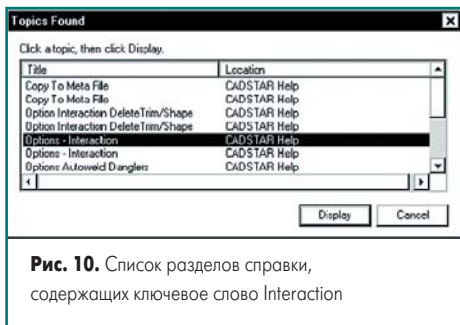 Topics Found
Click a topic, then click Display.
Title Location
Copy To Meta File CADSTAR Help
Copy To Meta File CADSTAR Help
Option Interaction DeleteTrim/Shape CADSTAR Help
Option Interaction DeleteTrim/Shape CADSTAR Help
Options - Interaction CADSTAR Help
Options - Interaction CADSTAR Help
Options Autoweld Danglers CADSTAR Help
Display Cancel
Рис. 10. Список разделов справки,
содержащих ключевое слово Interaction